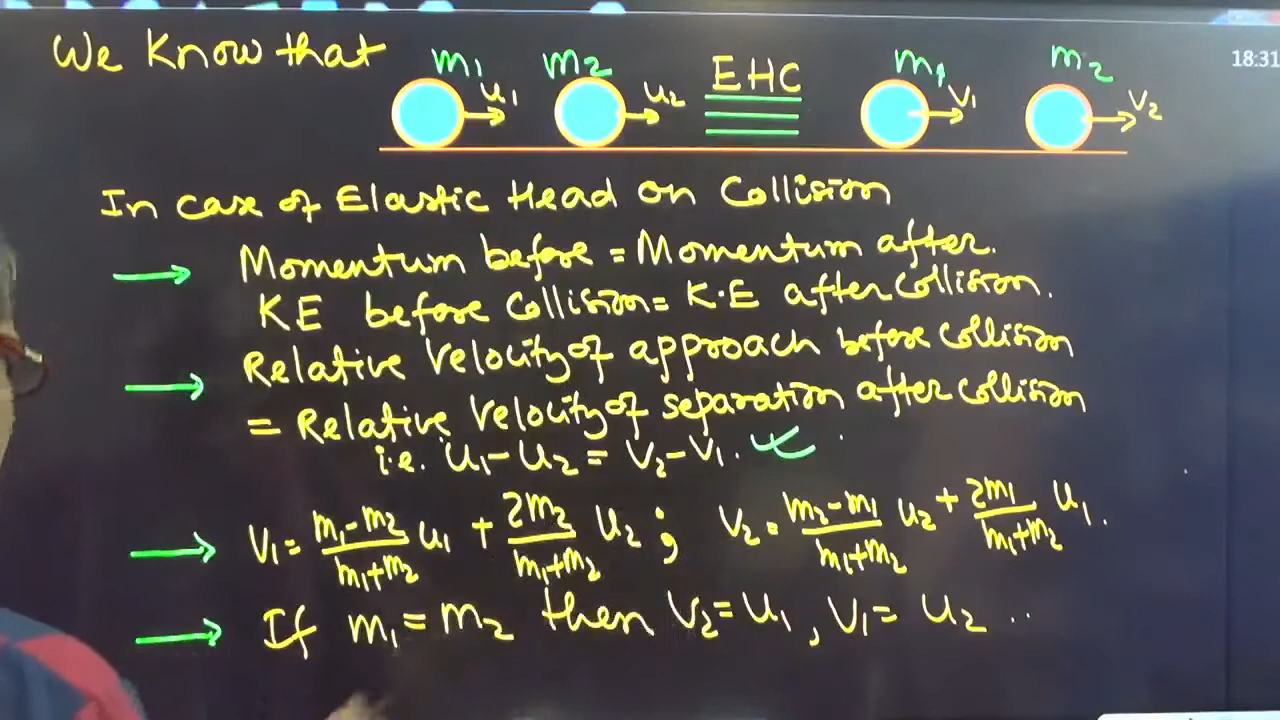 We Know that
m₁ m₂ EHC m₁ m₂
u₁ u₂ v₁ v₂
18:31
In case of Elastic Head on Collision
→ Momentum before = Momentum after.
KE before Collision = K.E after collision.
→ Relative Velocity of approach before collision
= Relative Velocity of separation after collision
i.e. u₁-u₂ = v₂-v₁.
→ v₁ = (m₁-m₂)/(m₁+m₂) u₁ + 2m₂/(m₁+m₂) u₂ ; v₂ = (m₂-m₁)/(m₁+m₂) u₂ + 2m₁/(m₁+m₂) u₁.
→ If m₁ = m₂ then v₂ = u₁, v₁ = u₂ ..